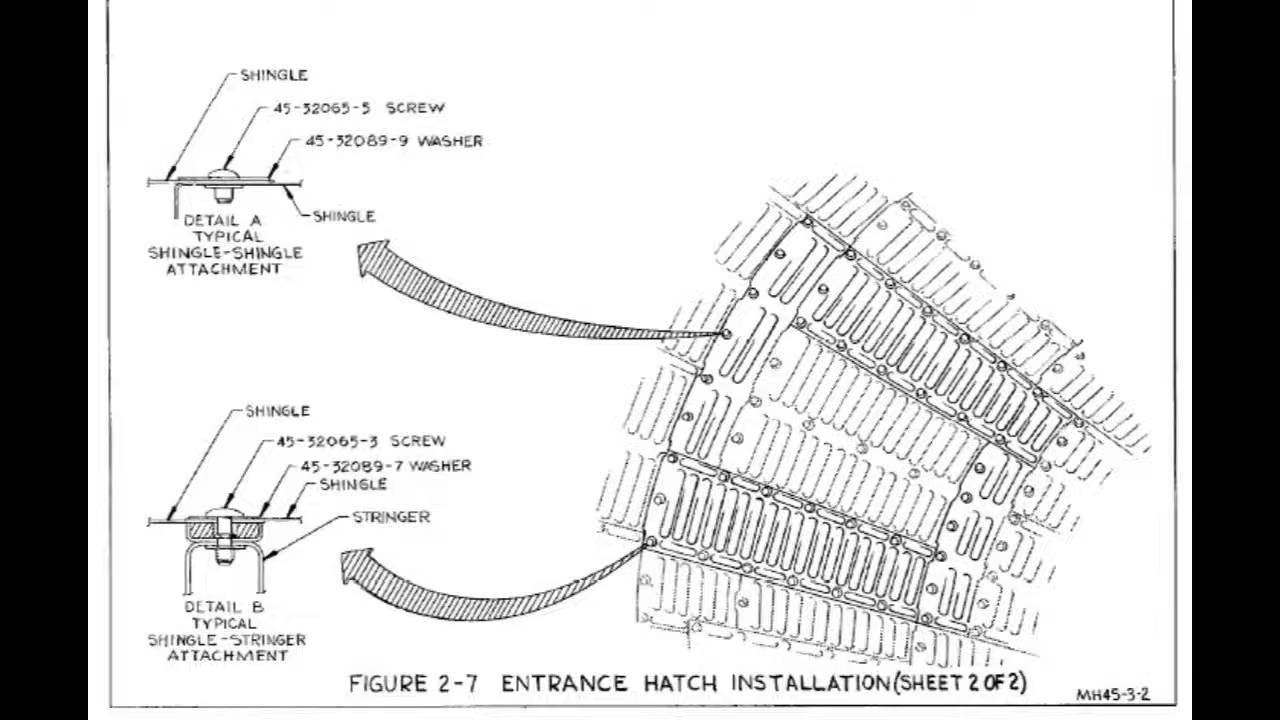 SHINGLE
45-32065-5 SCREW
45-32089-9 WASHER
SHINGLE
DETAIL A
TYPICAL
SHINGLE-SHINGLE
ATTACHMENT
SHINGLE
45-32065-3 SCREW
45-32089-7 WASHER
SHINGLE
STRINGER
DETAIL B
TYPICAL
SHINGLE-STRINGER
ATTACHMENT
FIGURE 2-7 ENTRANCE HATCH INSTALLATION (SHEET 2 OF 2)
MH45-3-2